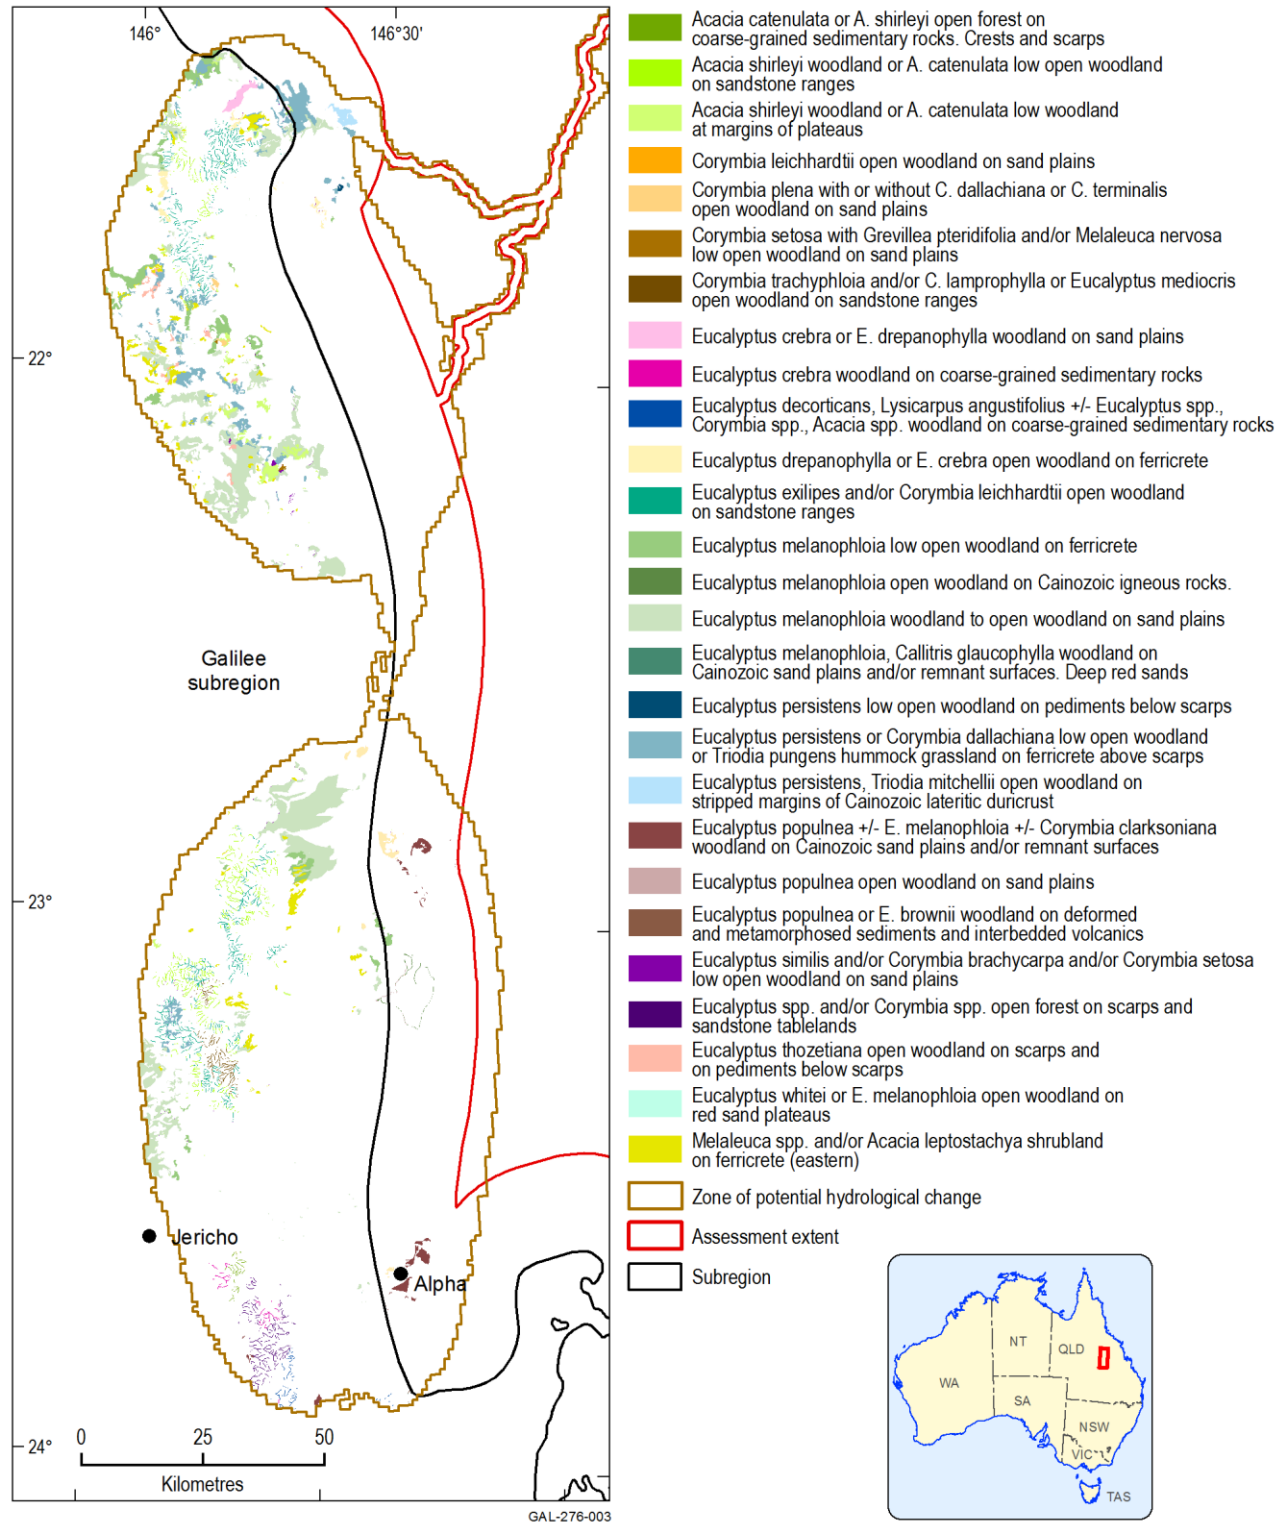 146°
146°30'
22°
23°
24°
Galilee
subregion
Jericho
Alpha
0 25 50
Kilometres
GAL-276-003
Acacia catenulata or A. shirleyi open forest on
coarse-grained sedimentary rocks. Crests and scarps
Acacia shirleyi woodland or A. catenulata low open woodland
on sandstone ranges
Acacia shirleyi woodland or A. catenulata low woodland
at margins of plateaus
Corymbia leichhardtii open woodland on sand plains
Corymbia plena with or without C. dallachiana or C. terminalis
open woodland on sand plains
Corymbia setosa with Grevillea pteridifolia and/or Melaleuca nervosa
low open woodland on sand plains
Corymbia trachyphloia and/or C. lamprophylla or Eucalyptus mediocris
open woodland on sandstone ranges
Eucalyptus crebra or E. drepanophylla woodland on sand plains
Eucalyptus crebra woodland on coarse-grained sedimentary rocks
Eucalyptus decorticans, Lysicarpus angustifolius +/- Eucalyptus spp.,
Corymbia spp., Acacia spp. woodland on coarse-grained sedimentary rocks
Eucalyptus drepanophylla or E. crebra open woodland on ferricrete
Eucalyptus exilipes and/or Corymbia leichhardtii open woodland
on sandstone ranges
Eucalyptus melanophloia low open woodland on ferricrete
Eucalyptus melanophloia open woodland on Cainozoic igneous rocks.
Eucalyptus melanophloia woodland to open woodland on sand plains
Eucalyptus melanophloia, Callitris glaucophylla woodland on
Cainozoic sand plains and/or remnant surfaces. Deep red sands
Eucalyptus persistens low open woodland on pediments below scarps
Eucalyptus persistens or Corymbia dallachiana low open woodland
or Triodia pungens hummock grassland on ferricrete above scarps
Eucalyptus persistens, Triodia mitchellii open woodland on
stripped margins of Cainozoic lateritic duricrust
Eucalyptus populnea +/- E. melanophloia +/- Corymbia clarksoniana
woodland on Cainozoic sand plains and/or remnant surfaces
Eucalyptus populnea open woodland on sand plains
Eucalyptus populnea or E. brownii woodland on deformed
and metamorphosed sediments and interbedded volcanics
Eucalyptus similis and/or Corymbia brachycarpa and/or Corymbia setosa
low open woodland on sand plains
Eucalyptus spp. and/or Corymbia spp. open forest on scarps and
sandstone tablelands
Eucalyptus thozetiana open woodland on scarps and
on pediments below scarps
Eucalyptus whitei or E. melanophloia open woodland on
red sand plateaus
Melaleuca spp. and/or Acacia leptostachya shrubland
on ferricrete (eastern)
Zone of potential hydrological change
Assessment extent
Subregion
NT
QLD
WA
SA
NSW
VIC
TAS